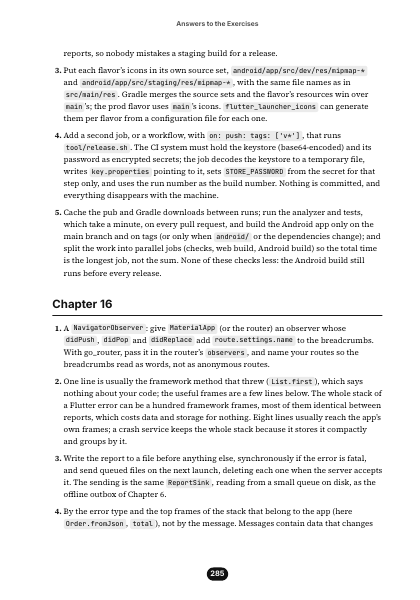 Answers to the Exercises
reports, so nobody mistakes a staging build for a release.
3. Put each flavor's icons in its own source set, android/app/src/dev/res/mipmap-*
and android/app/src/staging/res/mipmap-*, with the same file names as in
src/main/res. Gradle merges the source sets and the flavor's resources win over
main's; the prod flavor uses main's icons. flutter_launcher_icons can generate
them per flavor from a configuration file for each one.
4. Add a second job, or a workflow, with on: push: tags: ['v*'], that runs
tool/release.sh. The CI system must hold the keystore (base64-encoded) and its
password as encrypted secrets; the job decodes the keystore to a temporary file,
writes key.properties pointing to it, sets STORE_PASSWORD from the secret for that
step only, and uses the run number as the build number. Nothing is committed, and
everything disappears with the machine.
5. Cache the pub and Gradle downloads between runs; run the analyzer and tests,
which take a minute, on every pull request, and build the Android app only on the
main branch and on tags (or only when android/ or the dependencies change); and
split the work into parallel jobs (checks, web build, Android build) so the total time
is the longest job, not the sum. None of these checks less: the Android build still
runs before every release.
Chapter 16
1. A NavigatorObserver: give MaterialApp (or the router) an observer whose
didPush, didPop and didReplace add route.settings.name to the breadcrumbs.
With go_router, pass it in the router's observers, and name your routes so the
breadcrumbs read as words, not as anonymous routes.
2. One line is usually the framework method that threw (List.first), which says
nothing about your code; the useful frames are a few lines below. The whole stack of
a Flutter error can be a hundred framework frames, most of them identical between
reports, which costs data and storage for nothing. Eight lines usually reach the app's
own frames; a crash service keeps the whole stack because it stores it compactly
and groups by it.
3. Write the report to a file before anything else, synchronously if the error is fatal,
and send queued files on the next launch, deleting each one when the server accepts
it. The sending is the same ReportSink, reading from a small queue on disk, as the
offline outbox of Chapter 6.
4. By the error type and the top frames of the stack that belong to the app (here
Order.fromJson, total), not by the message. Messages contain data that changes
285